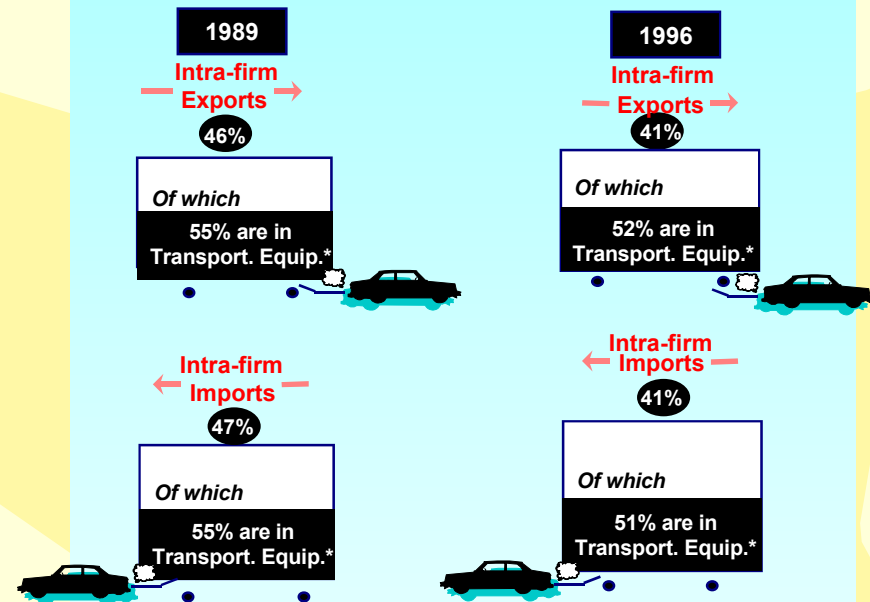 1989
Intra-firm
Exports
46%
Of which
55% are in
Transport. Equip.*
1996
Intra-firm
Exports
41%
Of which
52% are in
Transport. Equip.*
Intra-firm
Imports
47%
Of which
55% are in
Transport. Equip.*
Intra-firm
Imports
41%
Of which
51% are in
Transport. Equip.*